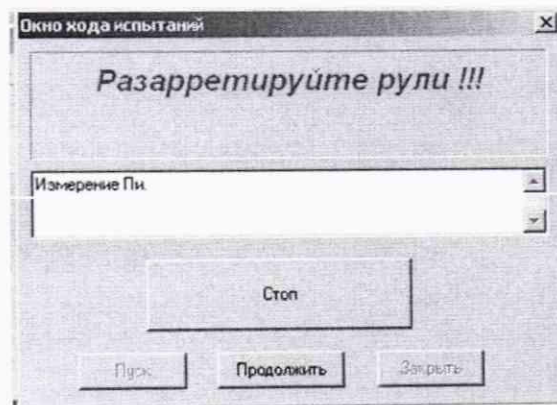 Окно хода испытаний
Разарретируйте рули !!!
Измерение Пи.
Стоп
Пуск
Продолжить
Закрыть